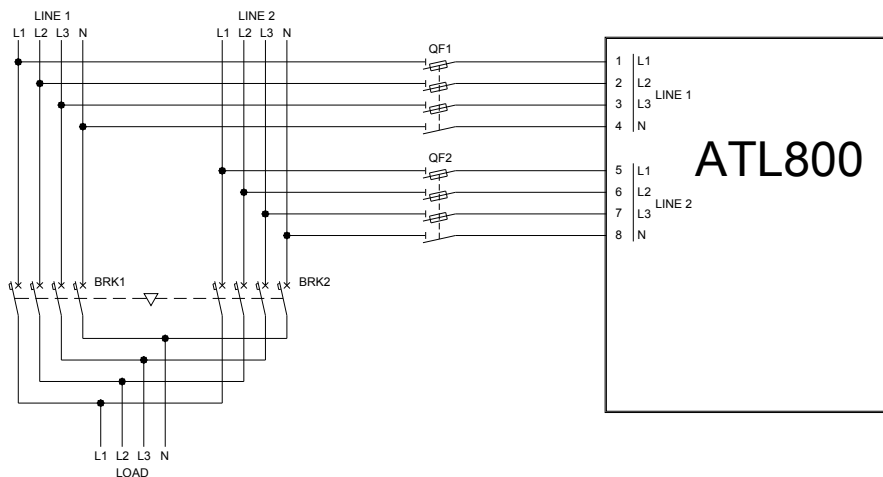 LINE 1 LINE 2
L1 L2 L3 N L1 L2 L3 N
QF1
1 L1
2 L2
3 L3
4 N
LINE 1
ATL800
QF2
5 L1
6 L2
7 L3
8 N
LINE 2
BRK1 BRK2
L1 L2 L3 N
LOAD